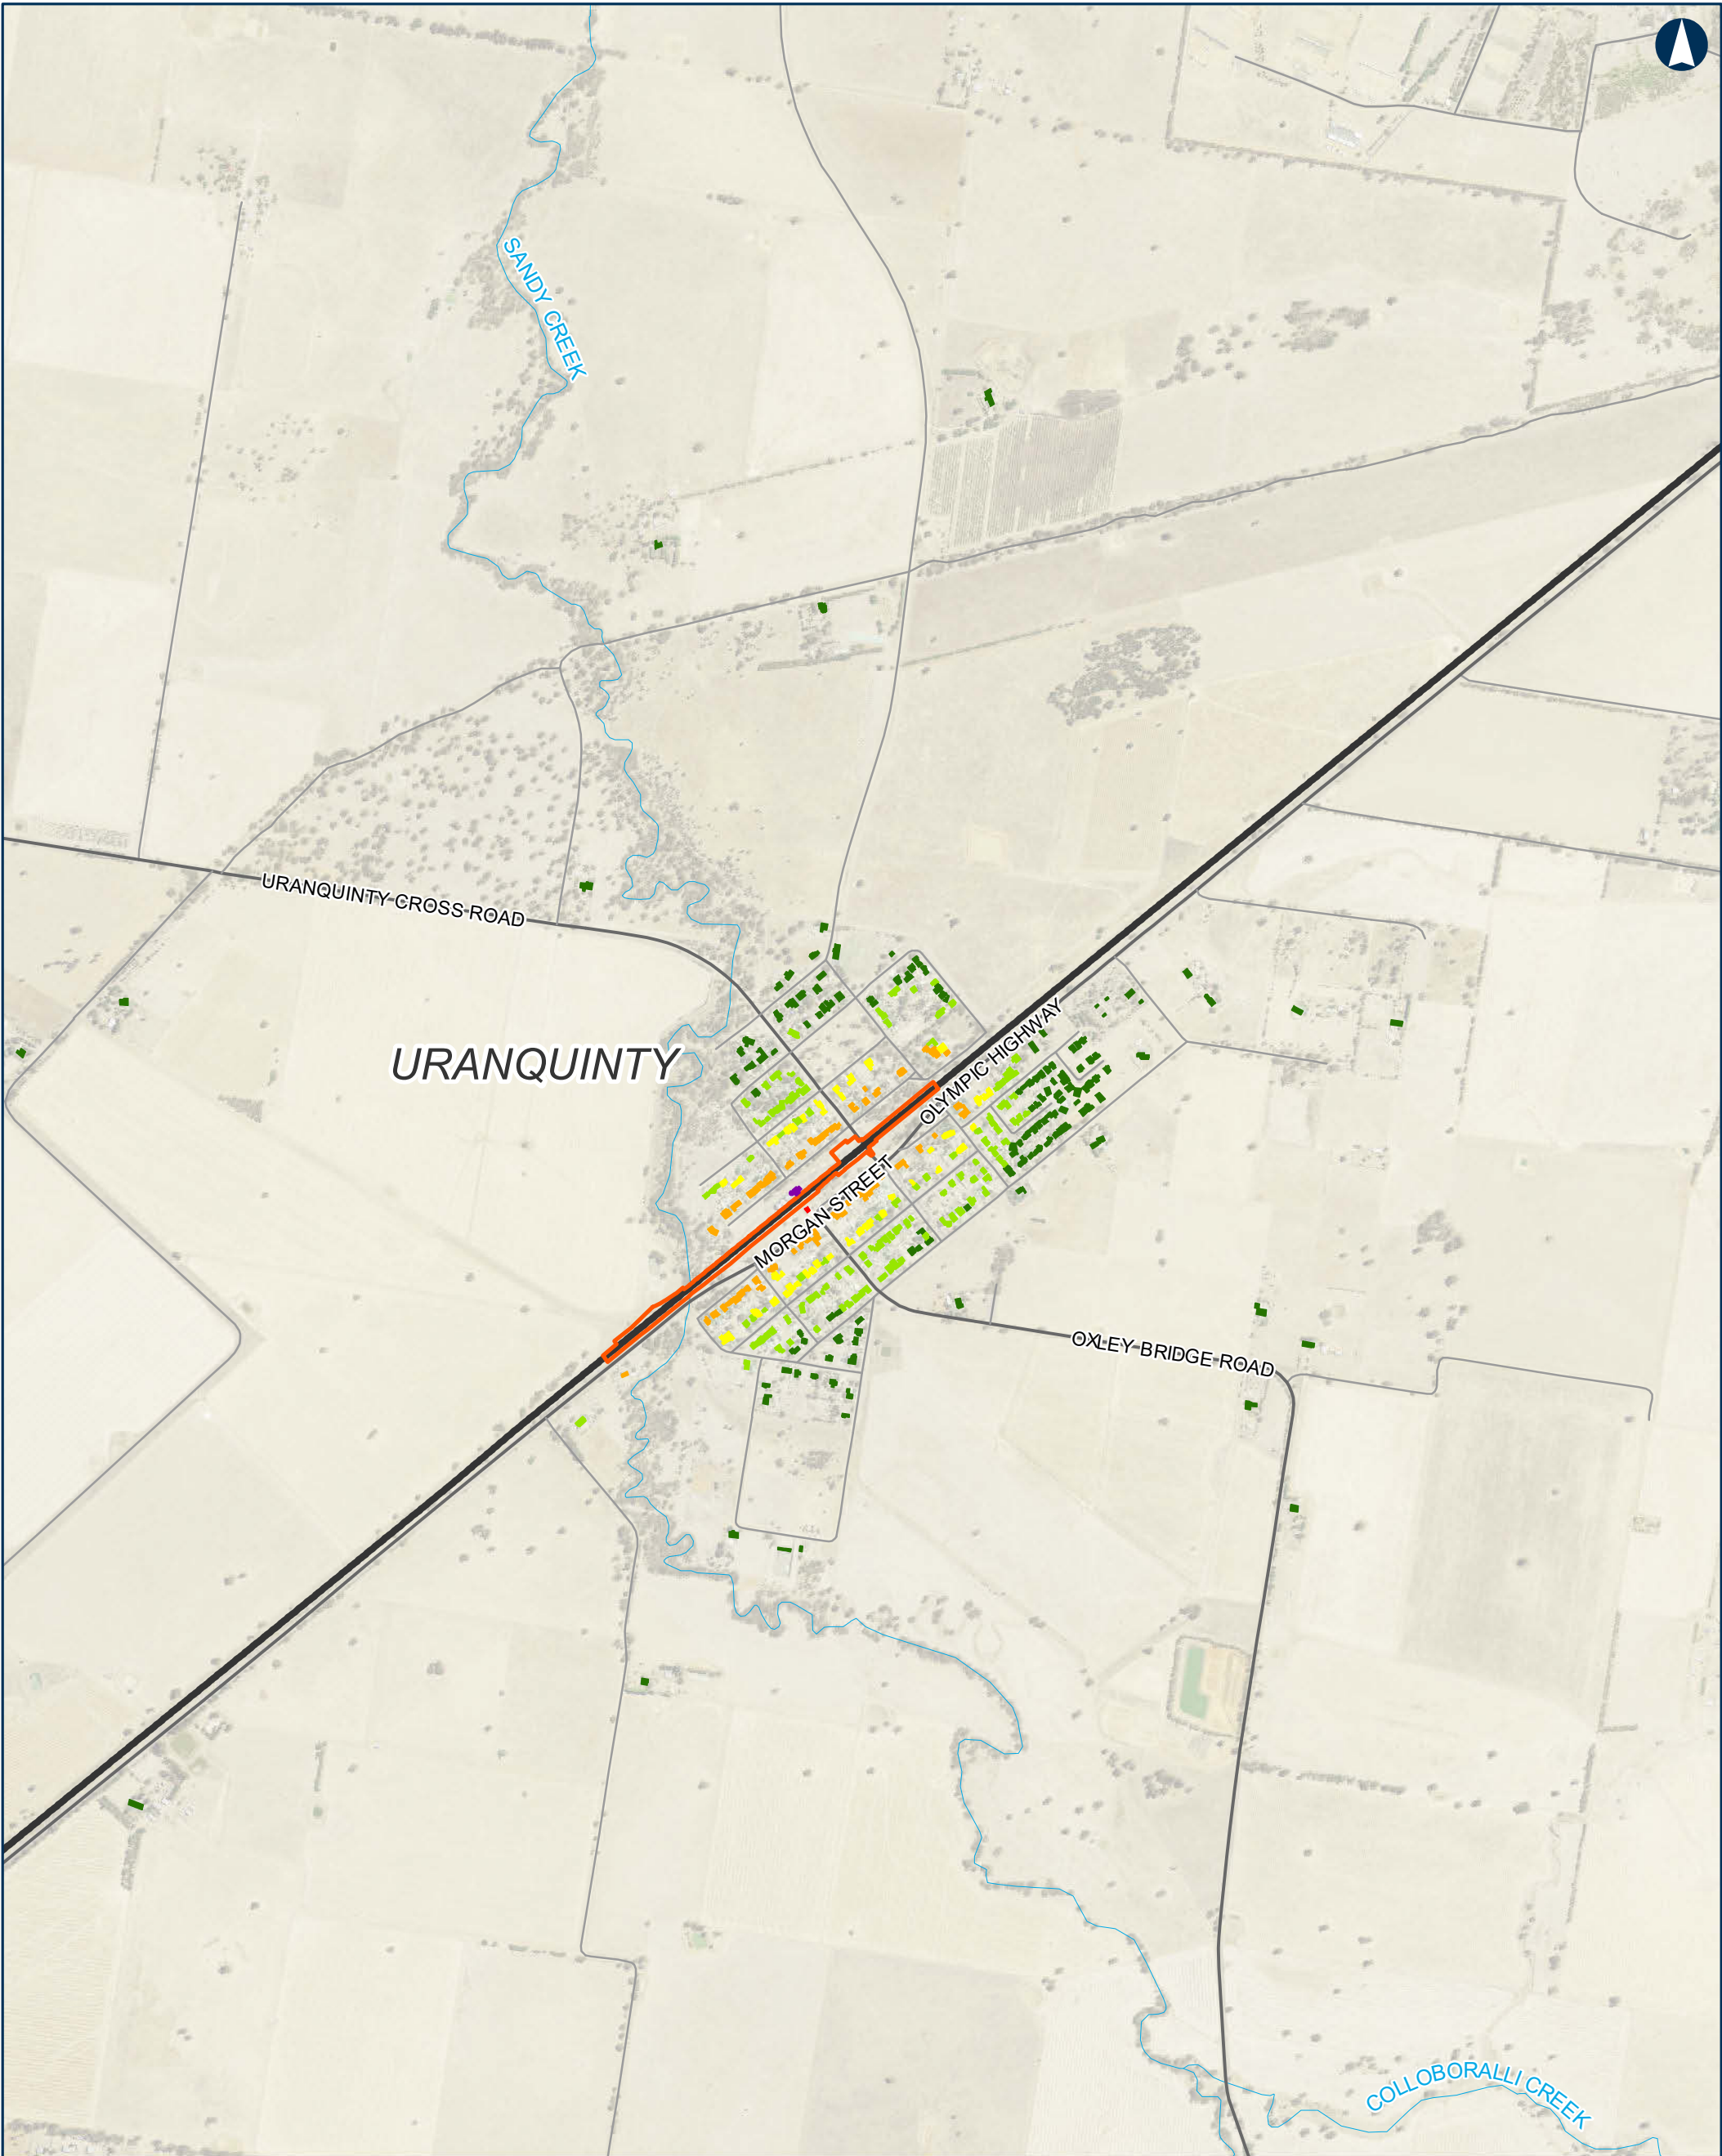 SANDY CREEK
URANQUINTY CROSS ROAD
URANQUINTY
OLYMPIC HIGHWAY
MORGAN STREET
OXLEY BRIDGE ROAD
COLLOBORALLI CREEK